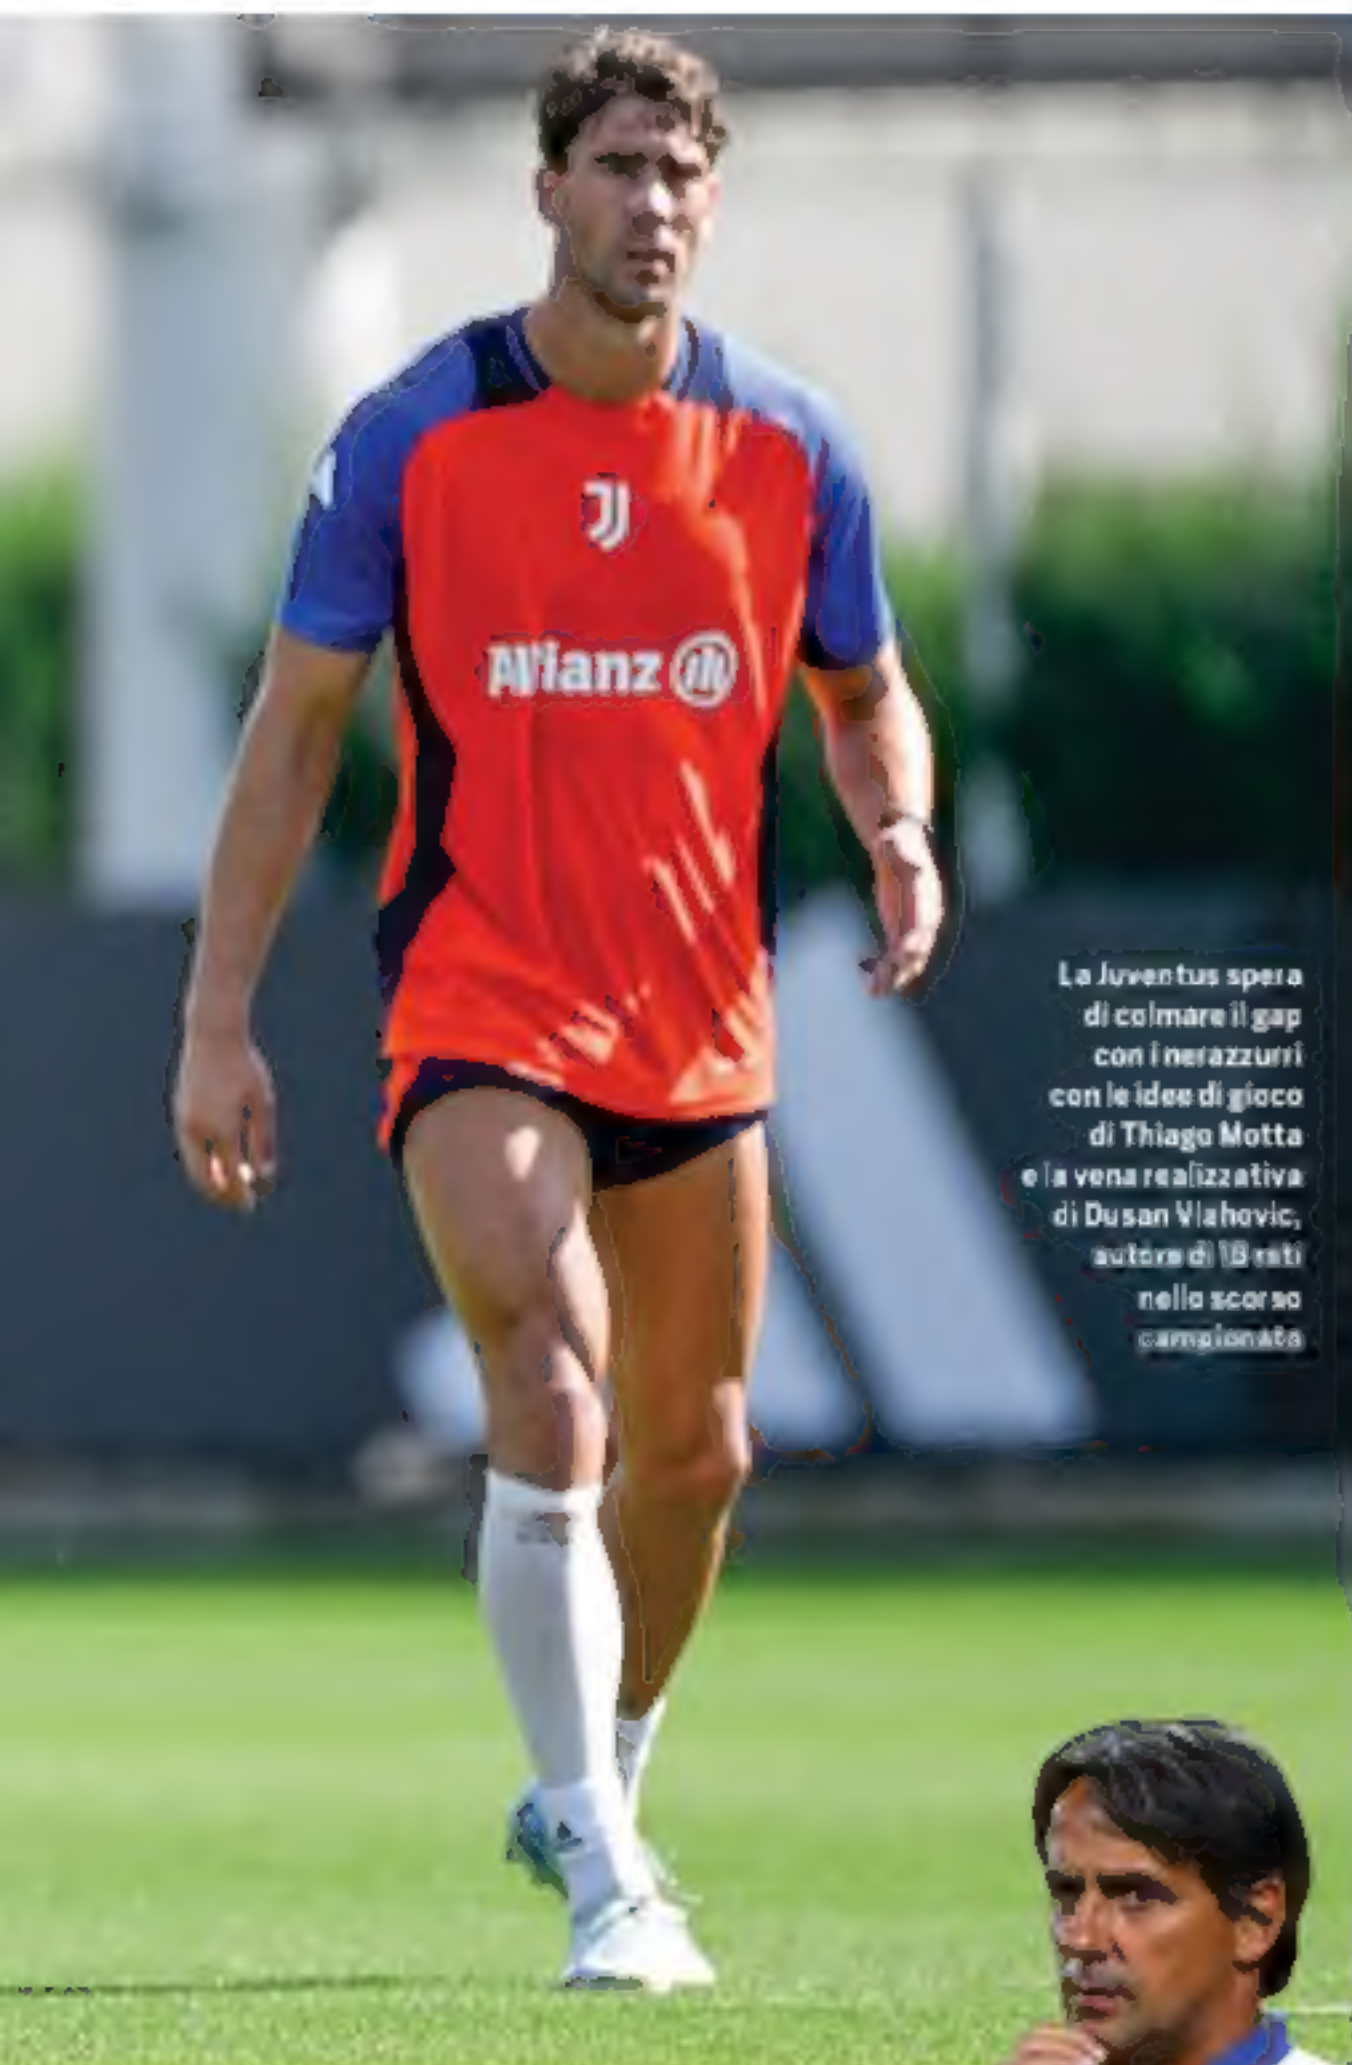 Allianz
La Juventus spera
di colmare il gap
con i nerazzurri
con le idee di gioco
di Thiago Motta
e la vena realizzativa
di Dusan Vlahovic,
autore di 18 reti
nello scorso
campionato